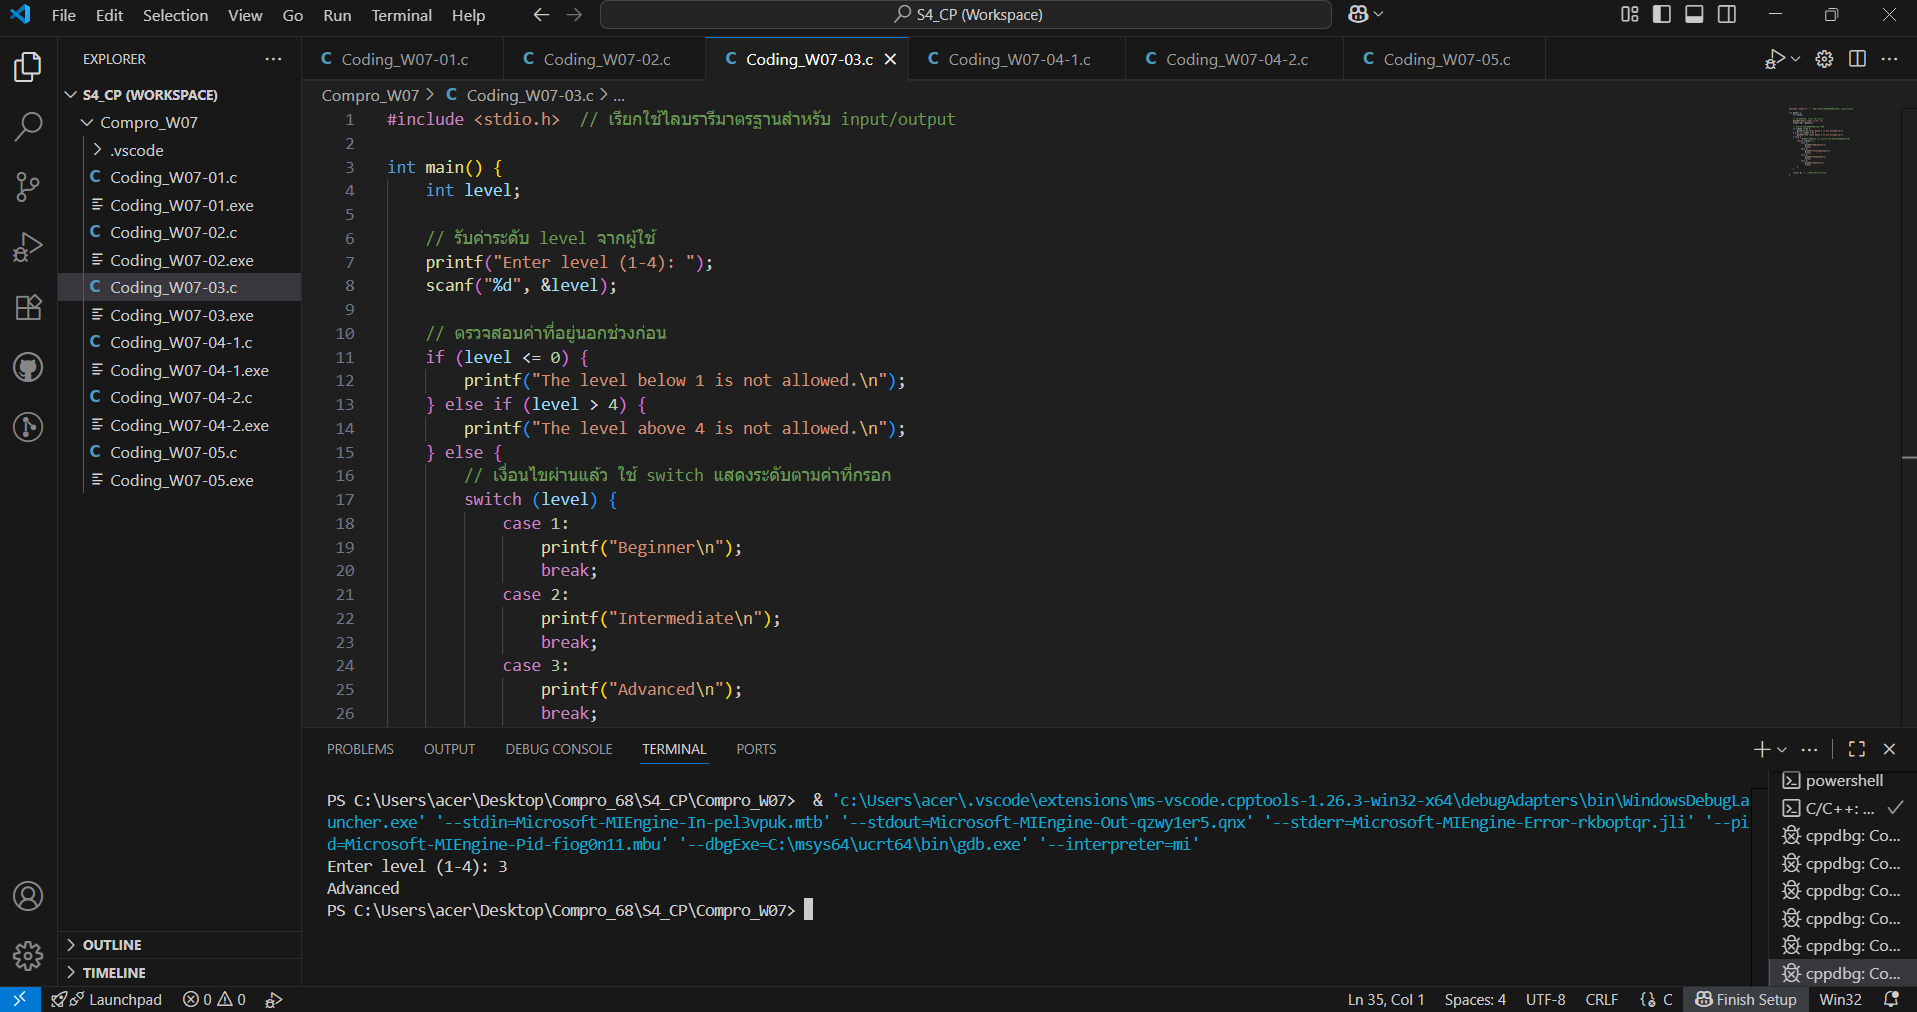 File Edit Selection View Go Run Terminal Help
S4_CP (Workspace)
EXPLORER
S4_CP (WORKSPACE)
Compro_W07
.vscode
Coding_W07-01.c
Coding_W07-01.exe
Coding_W07-02.c
Coding_W07-02.exe
Coding_W07-03.c
Coding_W07-03.exe
Coding_W07-04-1.c
Coding_W07-04-1.exe
Coding_W07-04-2.c
Coding_W07-04-2.exe
Coding_W07-05.c
Coding_W07-05.exe
OUTLINE
TIMELINE
C Coding_W07-01.c C Coding_W07-02.c C Coding_W07-03.c C Coding_W07-04-1.c C Coding_W07-04-2.c C Coding_W07-05.c
Compro_W07 > C Coding_W07-03.c > ...
1 #include <stdio.h>  // เรียกใช้ไลบรารีมาตรฐานสำหรับ input/output
2
3 int main() {
4     int level;
5
6     // รับค่าระดับ level จากผู้ใช้
7     printf("Enter level (1-4): ");
8     scanf("%d", &level);
9
10     // ตรวจสอบค่าที่อยู่นอกช่วงก่อน
11     if (level <= 0) {
12         printf("The level below 1 is not allowed.\n");
13     } else if (level > 4) {
14         printf("The level above 4 is not allowed.\n");
15     } else {
16         // เงื่อนไขผ่านแล้ว ใช้ switch แสดงระดับตามค่าที่กรอก
17         switch (level) {
18             case 1:
19                 printf("Beginner\n");
20                 break;
21             case 2:
22                 printf("Intermediate\n");
23                 break;
24             case 3:
25                 printf("Advanced\n");
26                 break;
PROBLEMS OUTPUT DEBUG CONSOLE TERMINAL PORTS
PS C:\Users\acer\Desktop\Compro_68\S4_CP\Compro_W07>  & 'c:\Users\acer\.vscode\extensions\ms-vscode.cpptools-1.26.3-win32-x64\debugAdapters\bin\WindowsDebugLa
uncher.exe' '--stdin=Microsoft-MIEngine-In-pel3vpuk.mtb' '--stdout=Microsoft-MIEngine-Out-qzwy1er5.qnx' '--stderr=Microsoft-MIEngine-Error-rkboptqr.jli' '--pi
d=Microsoft-MIEngine-Pid-fiog0n11.mbu' '--dbgExe=C:\msys64\ucrt64\bin\gdb.exe' '--interpreter=mi'
Enter level (1-4): 3
Advanced
PS C:\Users\acer\Desktop\Compro_68\S4_CP\Compro_W07>
powershell
C/C++: ...
cppdbg: Co...
cppdbg: Co...
cppdbg: Co...
cppdbg: Co...
cppdbg: Co...
cppdbg: Co...
Launchpad 0 0 Ln 35, Col 1 Spaces: 4 UTF-8 CRLF C Finish Setup Win32